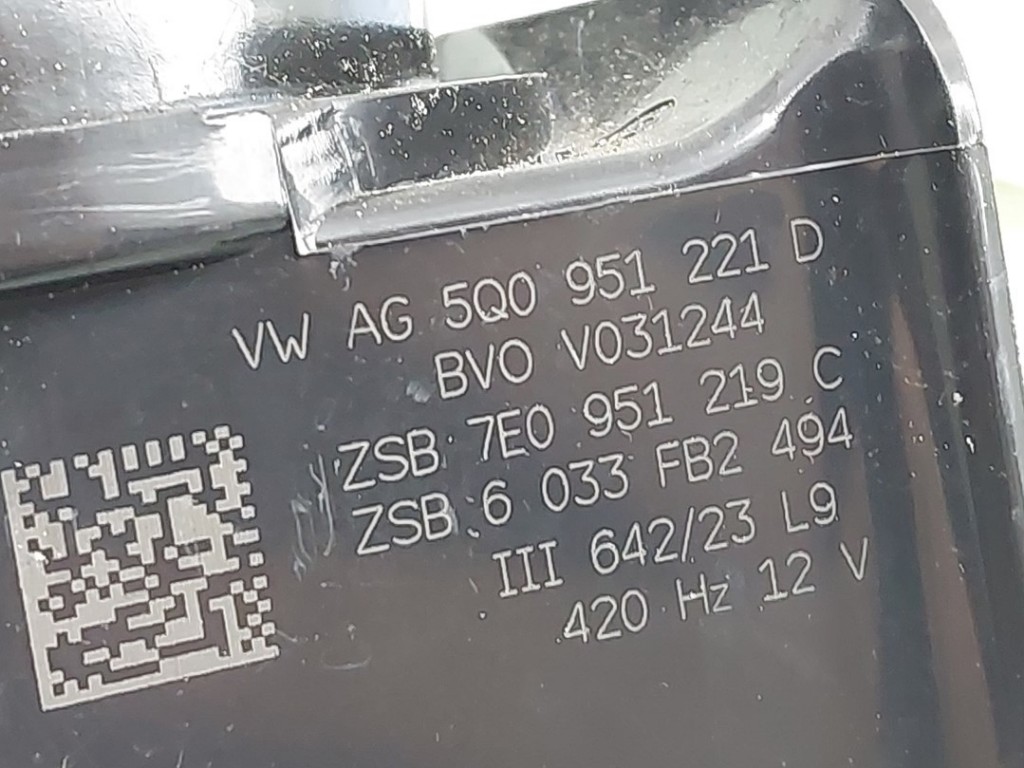 VW AG 5Q0 951 221 D
BVO V031244
ZSB 7E0 951 219 C
ZSB 6 033 FB2 494
III 642/23 L9
420 Hz 12 V